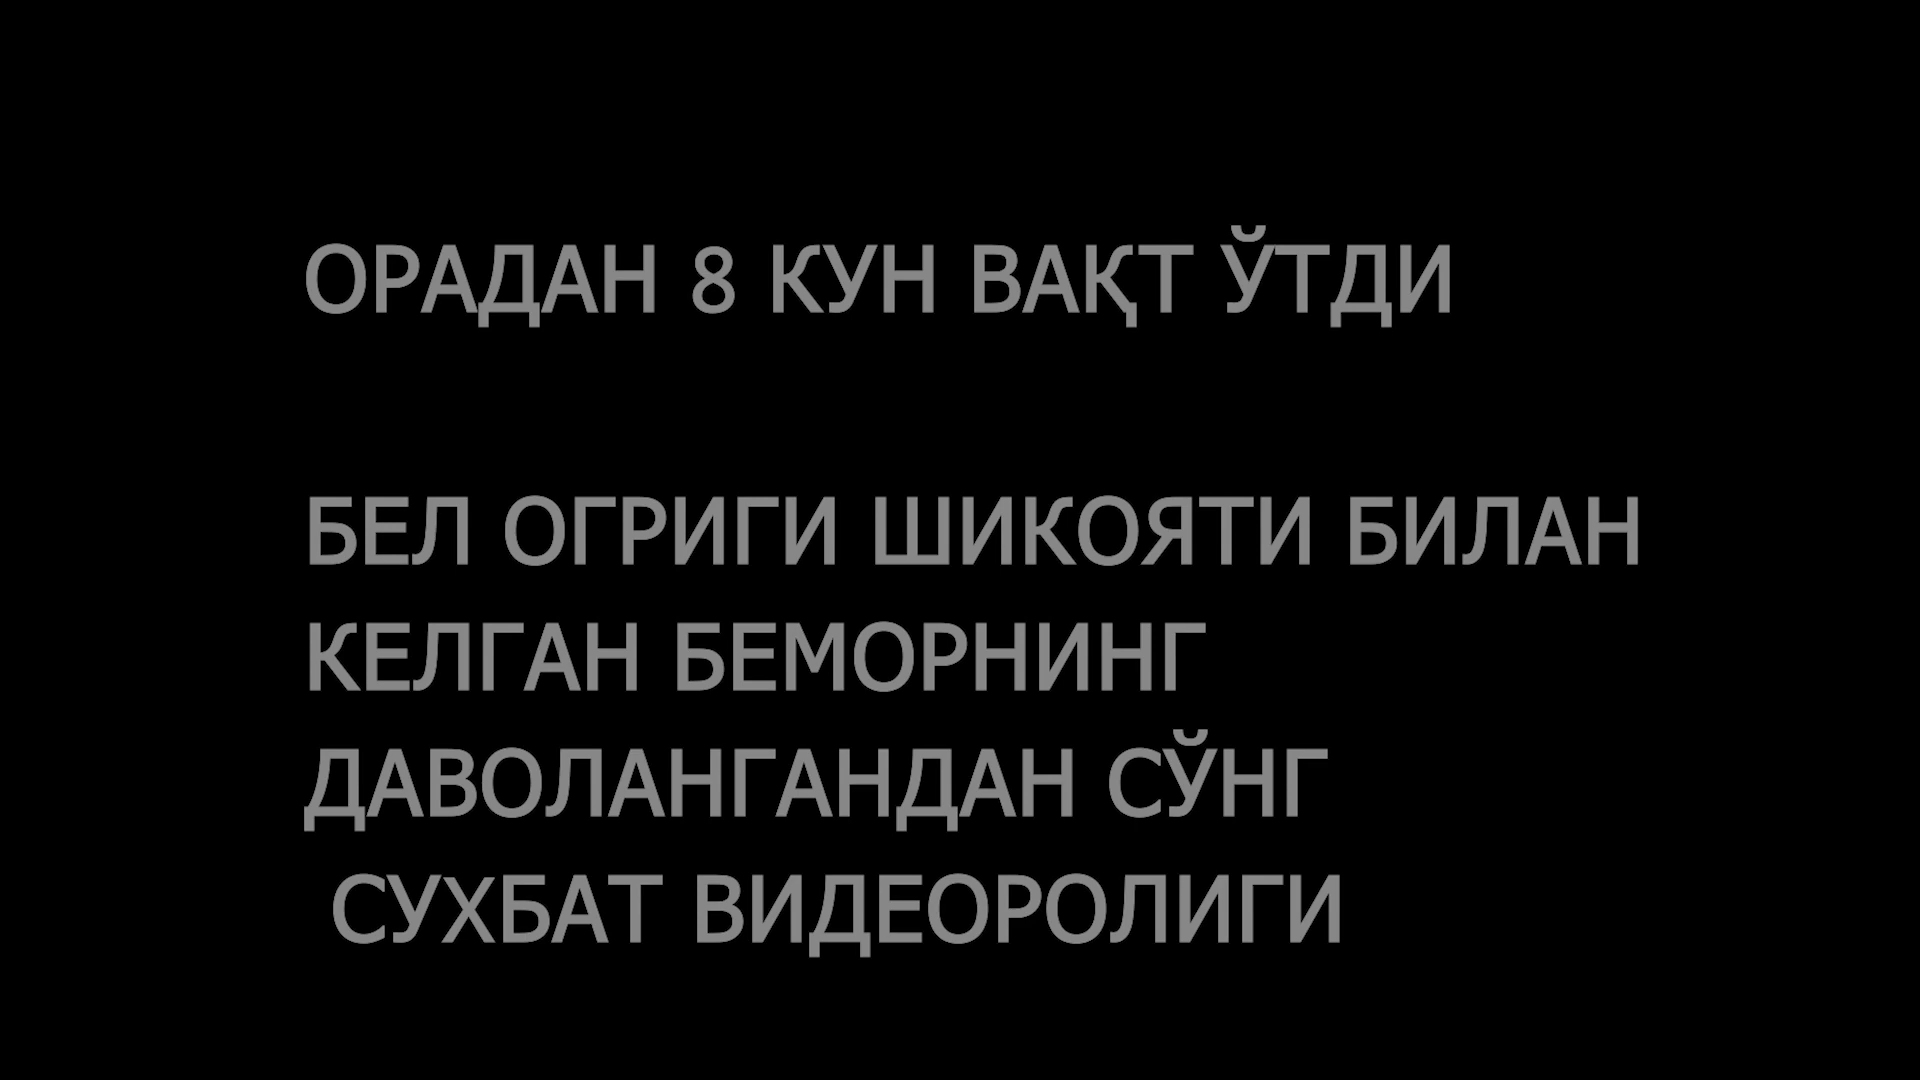 ОРАДАН 8 КУН ВАҚТ ЎТДИ
БЕЛ ОГРИГИ ШИКОЯТИ БИЛАН
КЕЛГАН БЕМОРНИНГ
ДАВОЛАНГАНДАН СЎНГ
СУХБАТ ВИДЕОРОЛИГИ